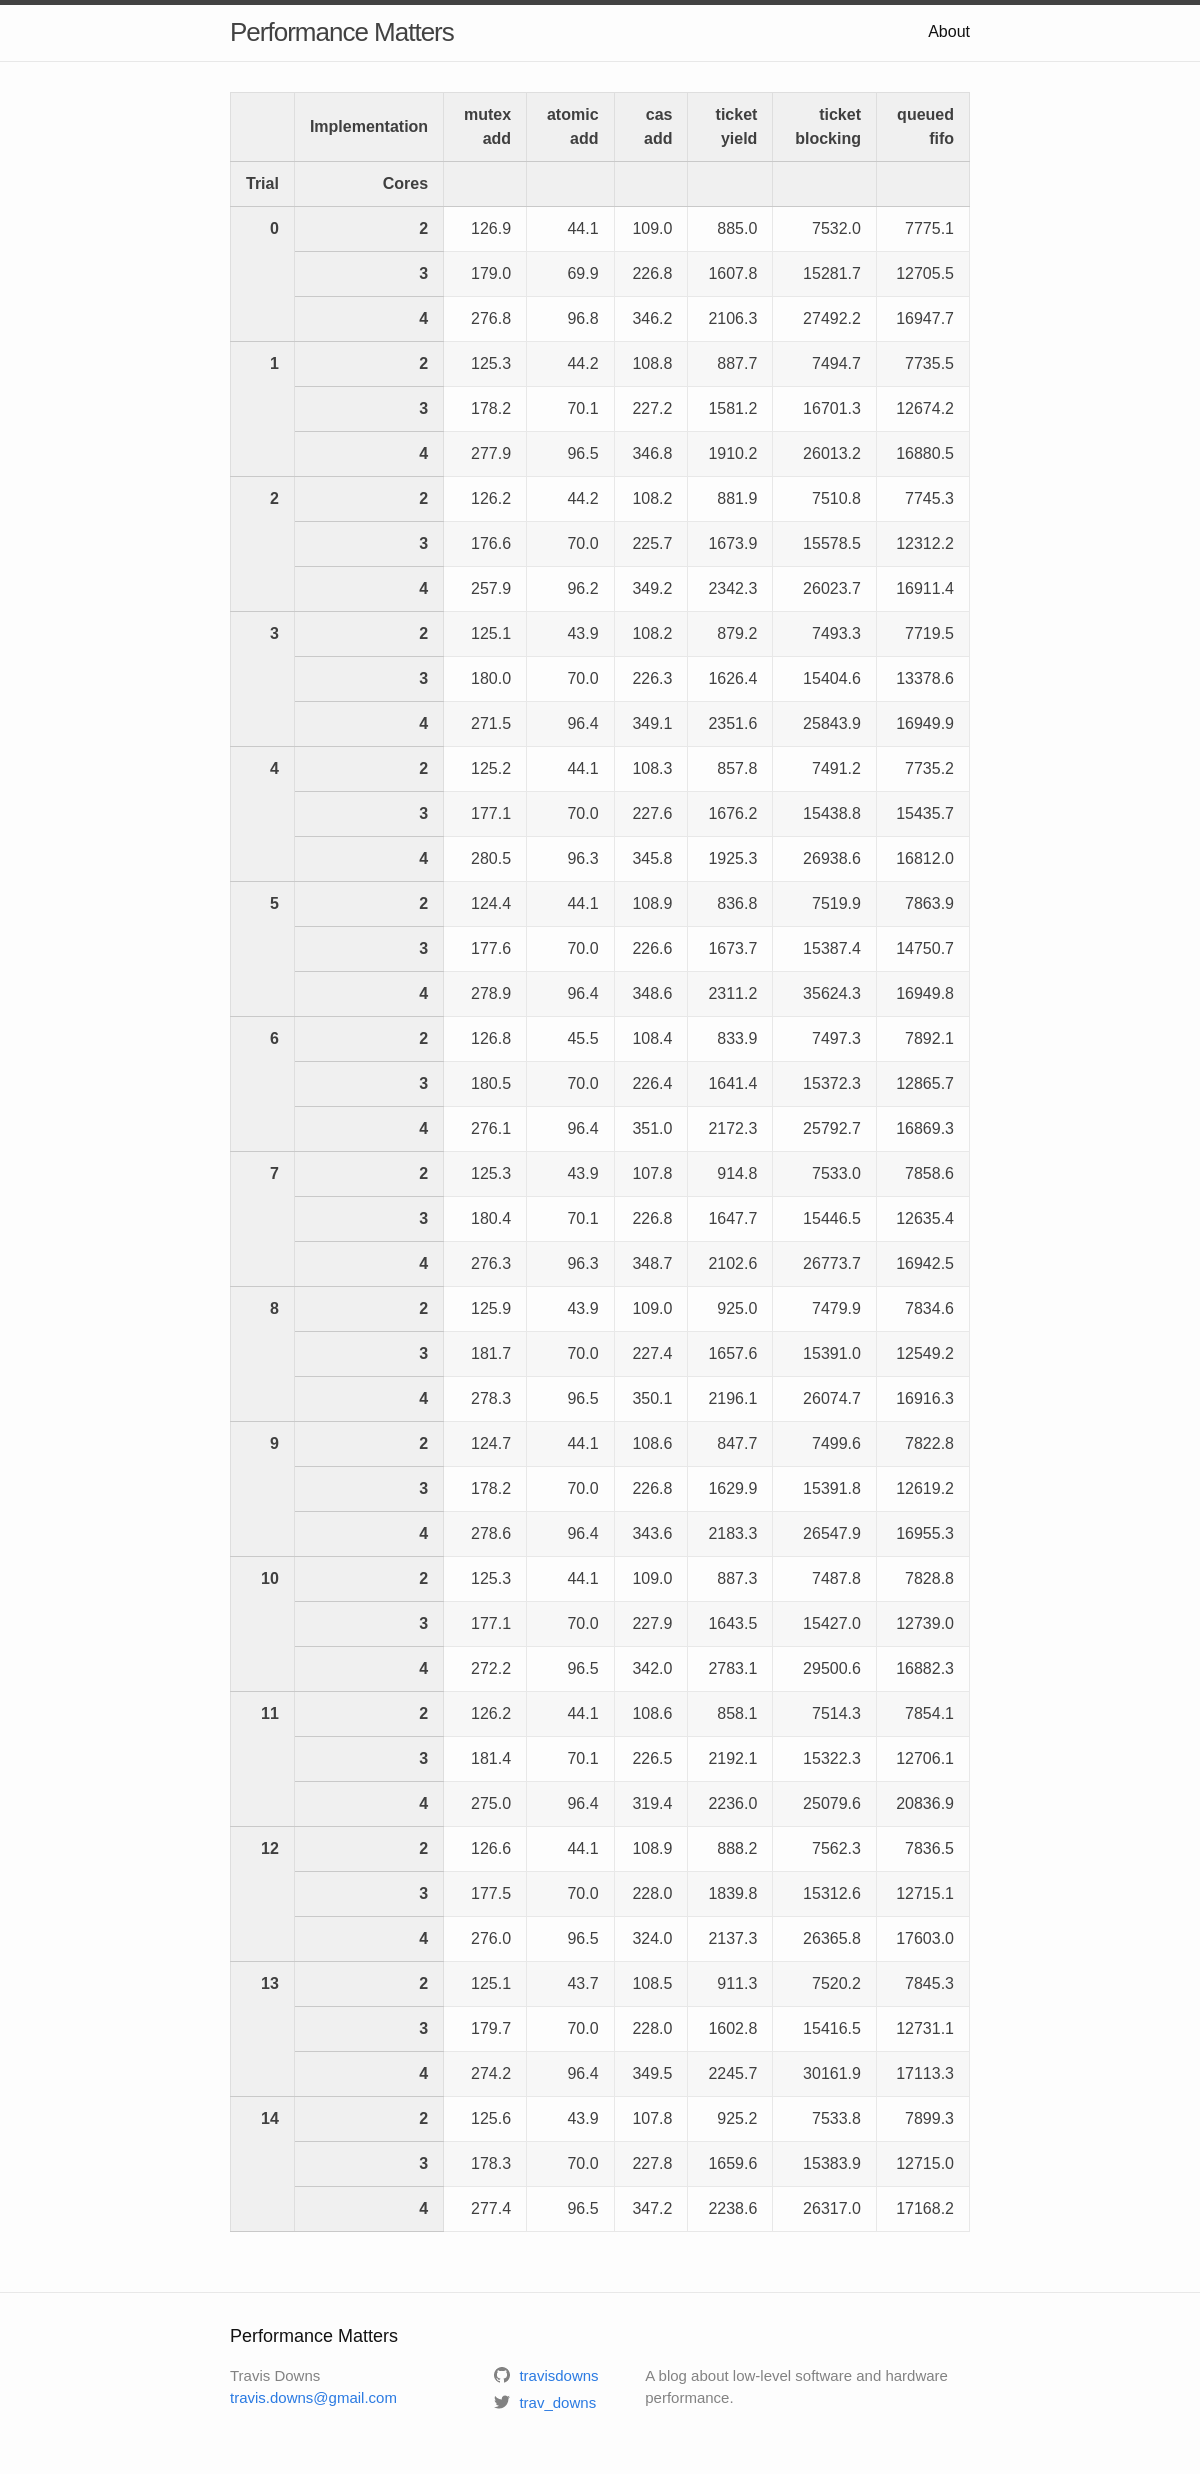 Performance Matters About
Implementation mutex add atomic add cas add ticket yield ticket blocking queued fifo
Trial Cores
0 2 126.9 44.1 109.0 885.0 7532.0 7775.1
3 179.0 69.9 226.8 1607.8 15281.7 12705.5
4 276.8 96.8 346.2 2106.3 27492.2 16947.7
1 2 125.3 44.2 108.8 887.7 7494.7 7735.5
3 178.2 70.1 227.2 1581.2 16701.3 12674.2
4 277.9 96.5 346.8 1910.2 26013.2 16880.5
2 2 126.2 44.2 108.2 881.9 7510.8 7745.3
3 176.6 70.0 225.7 1673.9 15578.5 12312.2
4 257.9 96.2 349.2 2342.3 26023.7 16911.4
3 2 125.1 43.9 108.2 879.2 7493.3 7719.5
3 180.0 70.0 226.3 1626.4 15404.6 13378.6
4 271.5 96.4 349.1 2351.6 25843.9 16949.9
4 2 125.2 44.1 108.3 857.8 7491.2 7735.2
3 177.1 70.0 227.6 1676.2 15438.8 15435.7
4 280.5 96.3 345.8 1925.3 26938.6 16812.0
5 2 124.4 44.1 108.9 836.8 7519.9 7863.9
3 177.6 70.0 226.6 1673.7 15387.4 14750.7
4 278.9 96.4 348.6 2311.2 35624.3 16949.8
6 2 126.8 45.5 108.4 833.9 7497.3 7892.1
3 180.5 70.0 226.4 1641.4 15372.3 12865.7
4 276.1 96.4 351.0 2172.3 25792.7 16869.3
7 2 125.3 43.9 107.8 914.8 7533.0 7858.6
3 180.4 70.1 226.8 1647.7 15446.5 12635.4
4 276.3 96.3 348.7 2102.6 26773.7 16942.5
8 2 125.9 43.9 109.0 925.0 7479.9 7834.6
3 181.7 70.0 227.4 1657.6 15391.0 12549.2
4 278.3 96.5 350.1 2196.1 26074.7 16916.3
9 2 124.7 44.1 108.6 847.7 7499.6 7822.8
3 178.2 70.0 226.8 1629.9 15391.8 12619.2
4 278.6 96.4 343.6 2183.3 26547.9 16955.3
10 2 125.3 44.1 109.0 887.3 7487.8 7828.8
3 177.1 70.0 227.9 1643.5 15427.0 12739.0
4 272.2 96.5 342.0 2783.1 29500.6 16882.3
11 2 126.2 44.1 108.6 858.1 7514.3 7854.1
3 181.4 70.1 226.5 2192.1 15322.3 12706.1
4 275.0 96.4 319.4 2236.0 25079.6 20836.9
12 2 126.6 44.1 108.9 888.2 7562.3 7836.5
3 177.5 70.0 228.0 1839.8 15312.6 12715.1
4 276.0 96.5 324.0 2137.3 26365.8 17603.0
13 2 125.1 43.7 108.5 911.3 7520.2 7845.3
3 179.7 70.0 228.0 1602.8 15416.5 12731.1
4 274.2 96.4 349.5 2245.7 30161.9 17113.3
14 2 125.6 43.9 107.8 925.2 7533.8 7899.3
3 178.3 70.0 227.8 1659.6 15383.9 12715.0
4 277.4 96.5 347.2 2238.6 26317.0 17168.2
Performance Matters
Travis Downs
travis.downs@gmail.com
travisdowns
trav_downs
A blog about low-level software and hardware
performance.